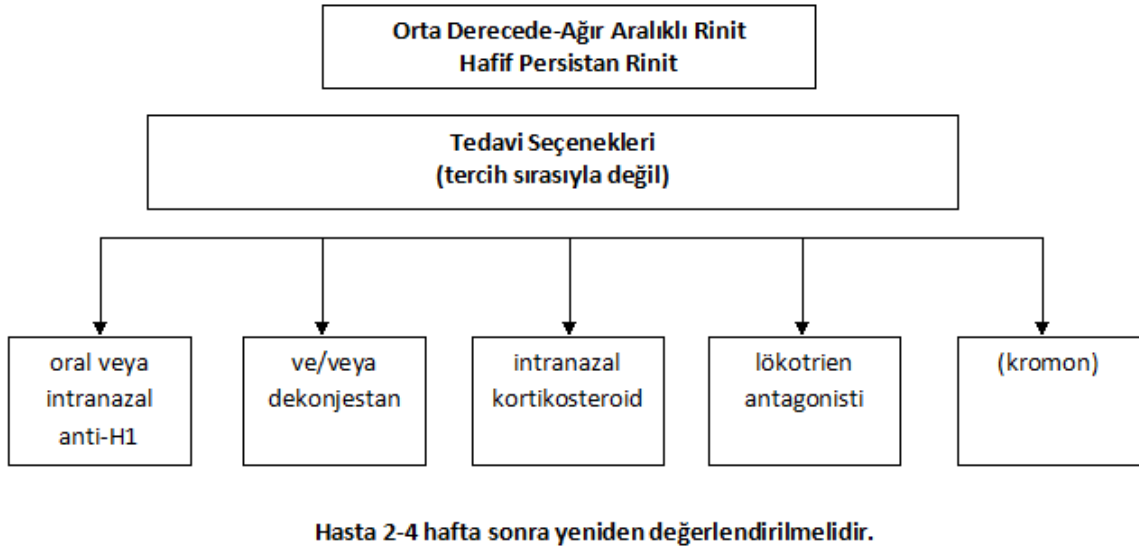 Orta Derecede-Ağır Aralıklı Rinit
Hafif Persistan Rinit
Tedavi Seçenekleri
(tercih sırasıyla değil)
oral veya
intranazal
anti-H1
ve/veya
dekonjestan
intranazal
kortikosteroid
lökotrien
antagonisti
(kromon)
Hasta 2-4 hafta sonra yeniden değerlendirilmelidir.